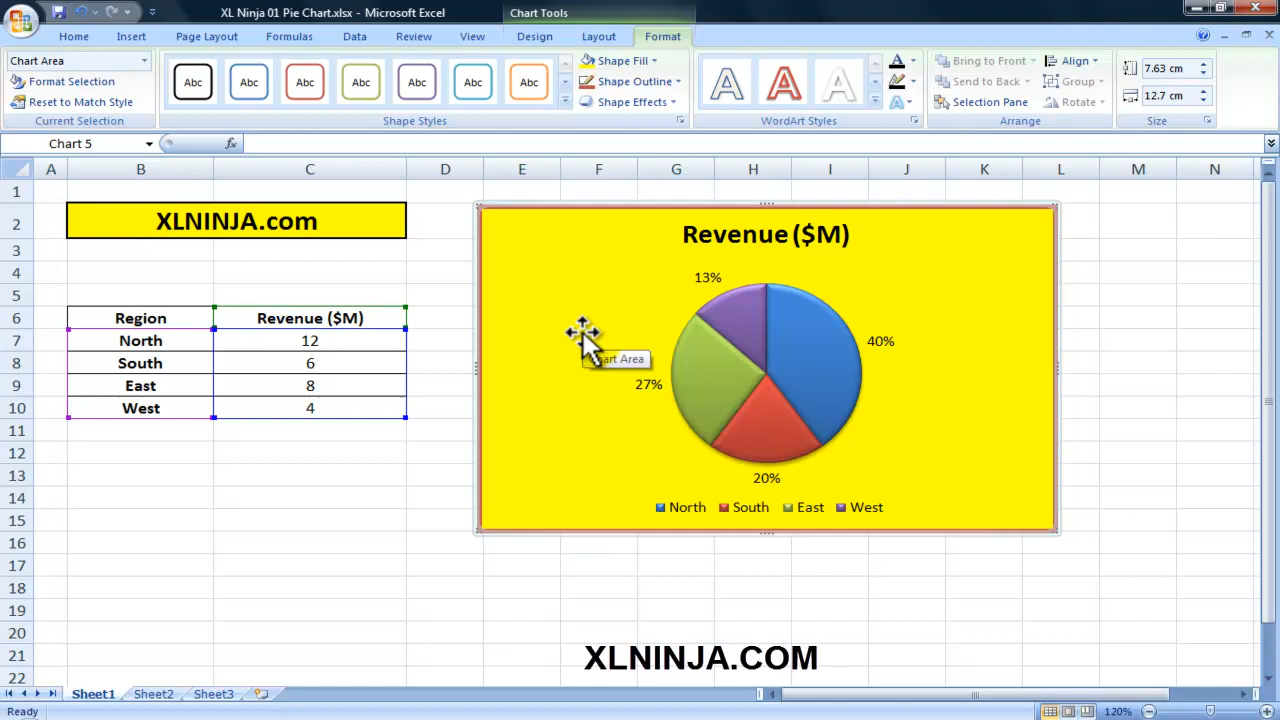 XL Ninja 01 Pie Chart.xlsx - Microsoft Excel
Chart Tools
Home Insert Page Layout Formulas Data Review View Design Layout Format
Chart Area
Format Selection
Reset to Match Style
Current Selection
Abc Abc Abc Abc Abc Abc Abc
Shape Fill
Shape Outline
Shape Effects
Shape Styles
A A A
A
A
WordArt Styles
Bring to Front
Send to Back
Selection Pane
Align
Group
Rotate
Arrange
7.63 cm
12.7 cm
Size
Chart 5
fx
A B C D E F G H I J K L M N
1
2
3
4
5
6
7
8
9
10
11
12
13
14
15
16
17
18
19
20
21
22
XLNINJA.com
Region Revenue ($M)
North 12
South 6
East 8
West 4
Revenue ($M)
13%
40%
27%
20%
North South East West
XLNINJA.COM
Sheet1 Sheet2 Sheet3
Ready
120%